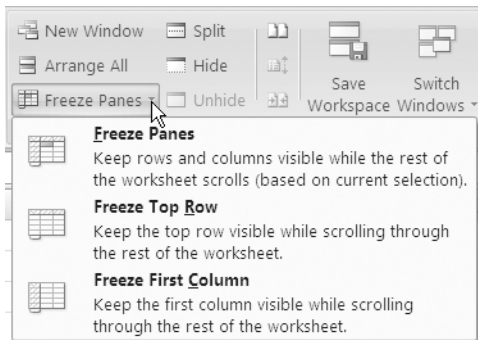 New Window Split
Arrange All Hide
Freeze Panes Unhide
Save Workspace
Switch Windows
Freeze Panes
Keep rows and columns visible while the rest of
the worksheet scrolls (based on current selection).
Freeze Top Row
Keep the top row visible while scrolling through
the rest of the worksheet.
Freeze First Column
Keep the first column visible while scrolling
through the rest of the worksheet.